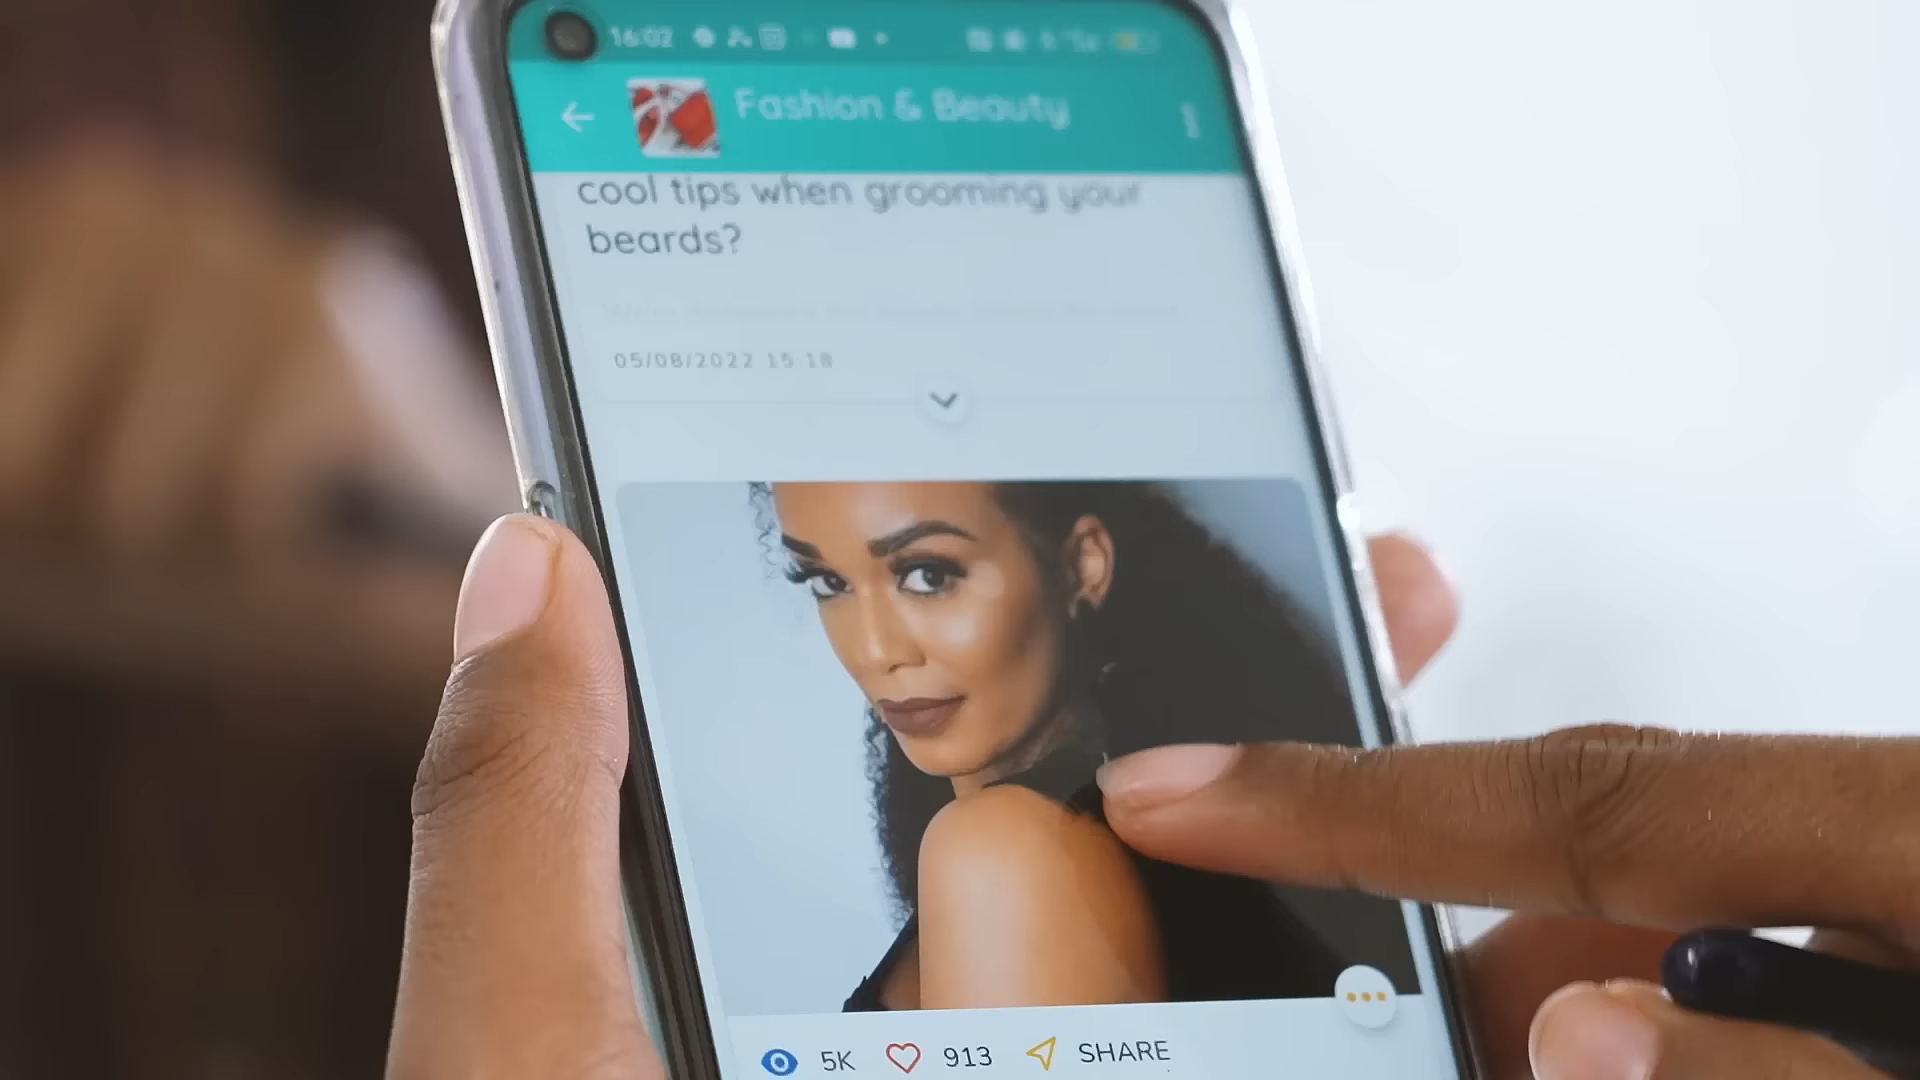 16:02
Fashion & Beauty
cool tips when grooming your
beards?
05/08/2022 15:18
5K 913 SHARE